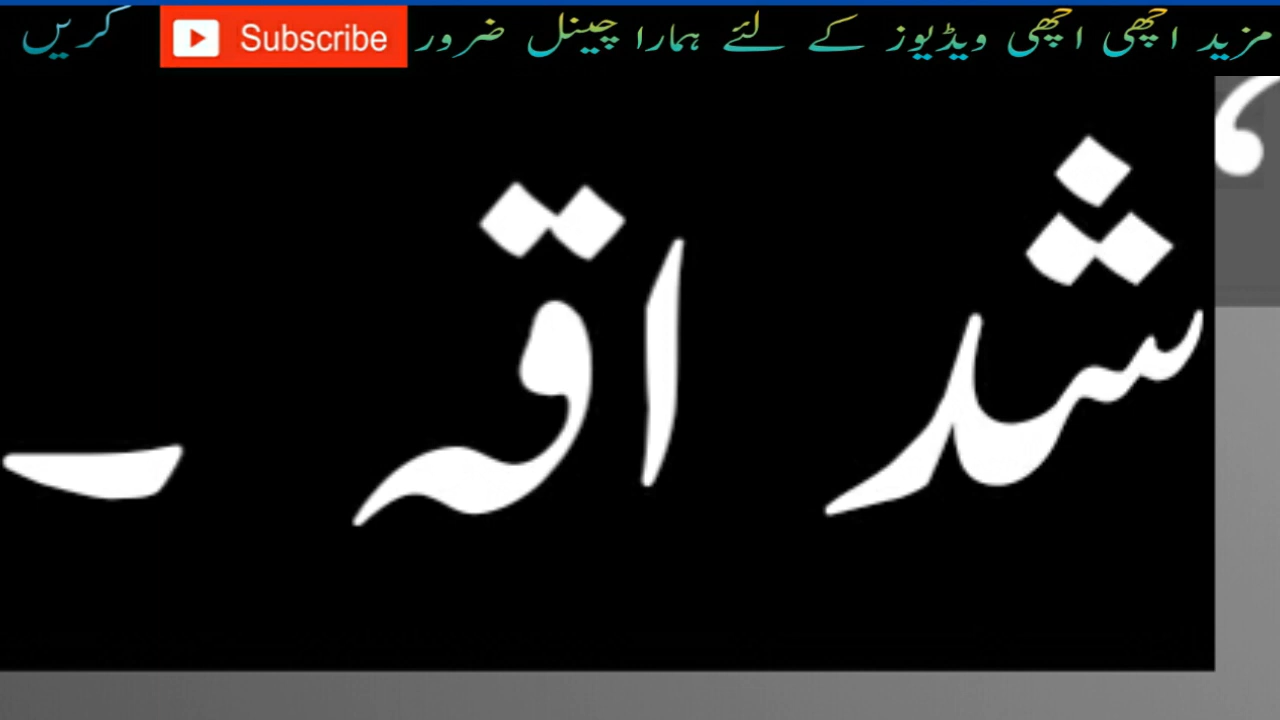 مزید اچھی اچھی ویڈیوز کے لئے ہمارا چینل ضرور Subscribe کریں
‘
شد اقہ ۔